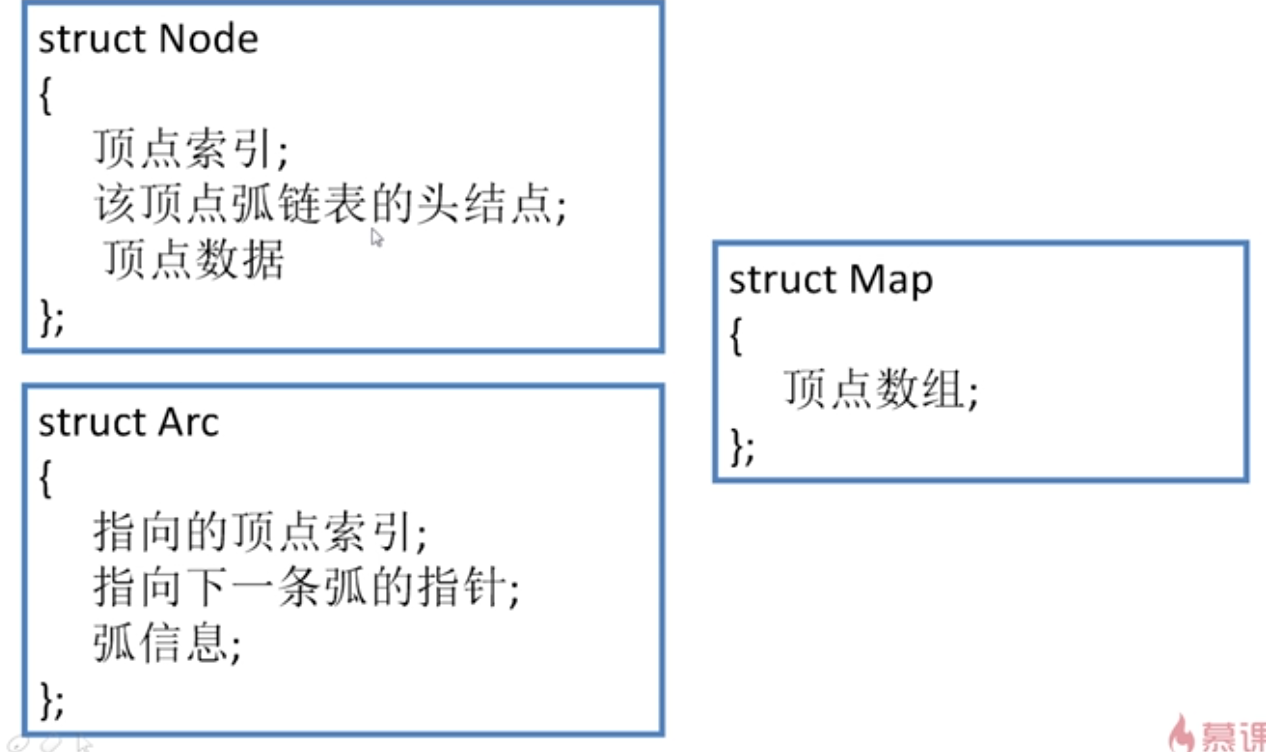 struct Node
{
顶点索引;
该顶点弧链表的头结点;
顶点数据
};
struct Arc
{
指向的顶点索引;
指向下一条弧的指针;
弧信息;
};
struct Map
{
顶点数组;
};
慕课